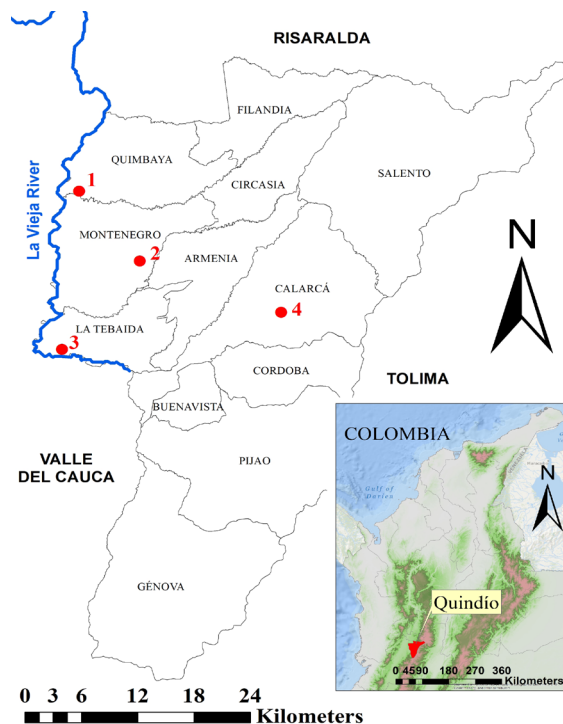 RISARALDA
FILANDIA
QUIMBAYA
SALENTO
1
CIRCASIA
La Vieja River
MONTENEGRO
2
ARMENIA
N
CALARCÁ
4
LA TEBAIDA
3
CORDOBA
TOLIMA
BUENAVISTA
COLOMBIA
VALLE
DEL CAUCA
PIJAO
N
Gulf of
Darien
GÉNOVA
Quindío
0 4590 180 270 360
Kilometers
0 3 6 12 18 24
Kilometers